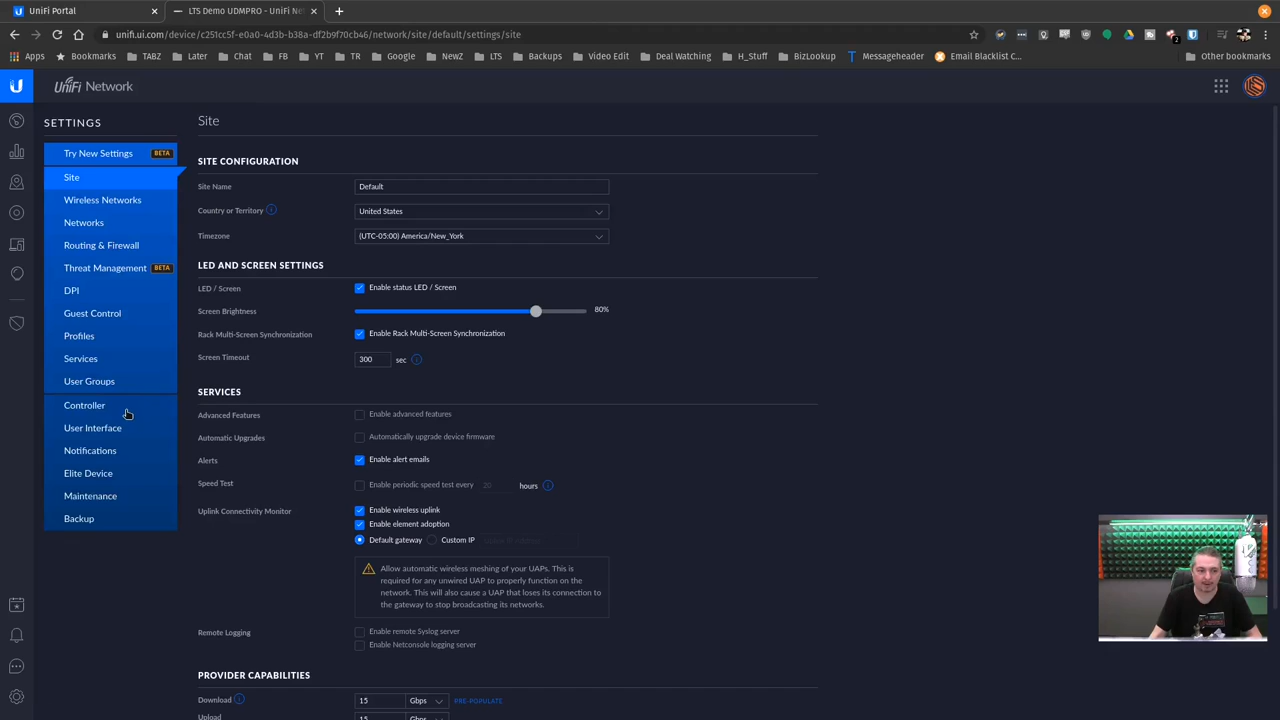 UniFi Portal
LTS Demo UDMPRO - UniFi Ne
unifi.ui.com/device/c251cc5f-e0a0-4d3b-b38a-df2b9f70cb46/network/site/default/settings/site
Apps Bookmarks TABZ Later Chat FB YT TR Google NewZ LTS Backups Video Edit Deal Watching H_Stuff BizLookup Messageheader Email Blacklist C... Other bookmarks
UniFi Network
SETTINGS
Try New Settings BETA
Site
Wireless Networks
Networks
Routing & Firewall
Threat Management BETA
DPI
Guest Control
Profiles
Services
User Groups
Controller
User Interface
Notifications
Elite Device
Maintenance
Backup
Site
SITE CONFIGURATION
Site Name Default
Country or Territory United States
Timezone (UTC-05:00) America/New_York
LED AND SCREEN SETTINGS
LED / Screen Enable status LED / Screen
Screen Brightness 80%
Rack Multi-Screen Synchronization Enable Rack Multi-Screen Synchronization
Screen Timeout 300 sec
SERVICES
Advanced Features Enable advanced features
Automatic Upgrades Automatically upgrade device firmware
Alerts Enable alert emails
Speed Test Enable periodic speed test every 20 hours
Uplink Connectivity Monitor Enable wireless uplink
Enable element adoption
Default gateway Custom IP
Allow automatic wireless meshing of your UAPs. This is
required for any unwired UAP to properly function on the
network. This will also cause a UAP that loses its connection to
the gateway to stop broadcasting its networks.
Remote Logging Enable remote Syslog server
Enable Netconsole logging server
PROVIDER CAPABILITIES
Download 15 Gbps PRE-POPULATE
Upload 15 Gbps